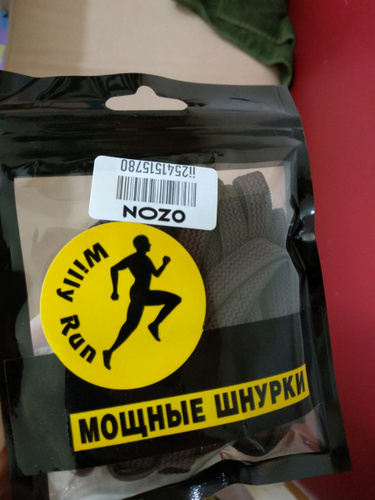 ii2541515780
OZON
Willy Run
МОЩНЫЕ ШНУРКИ